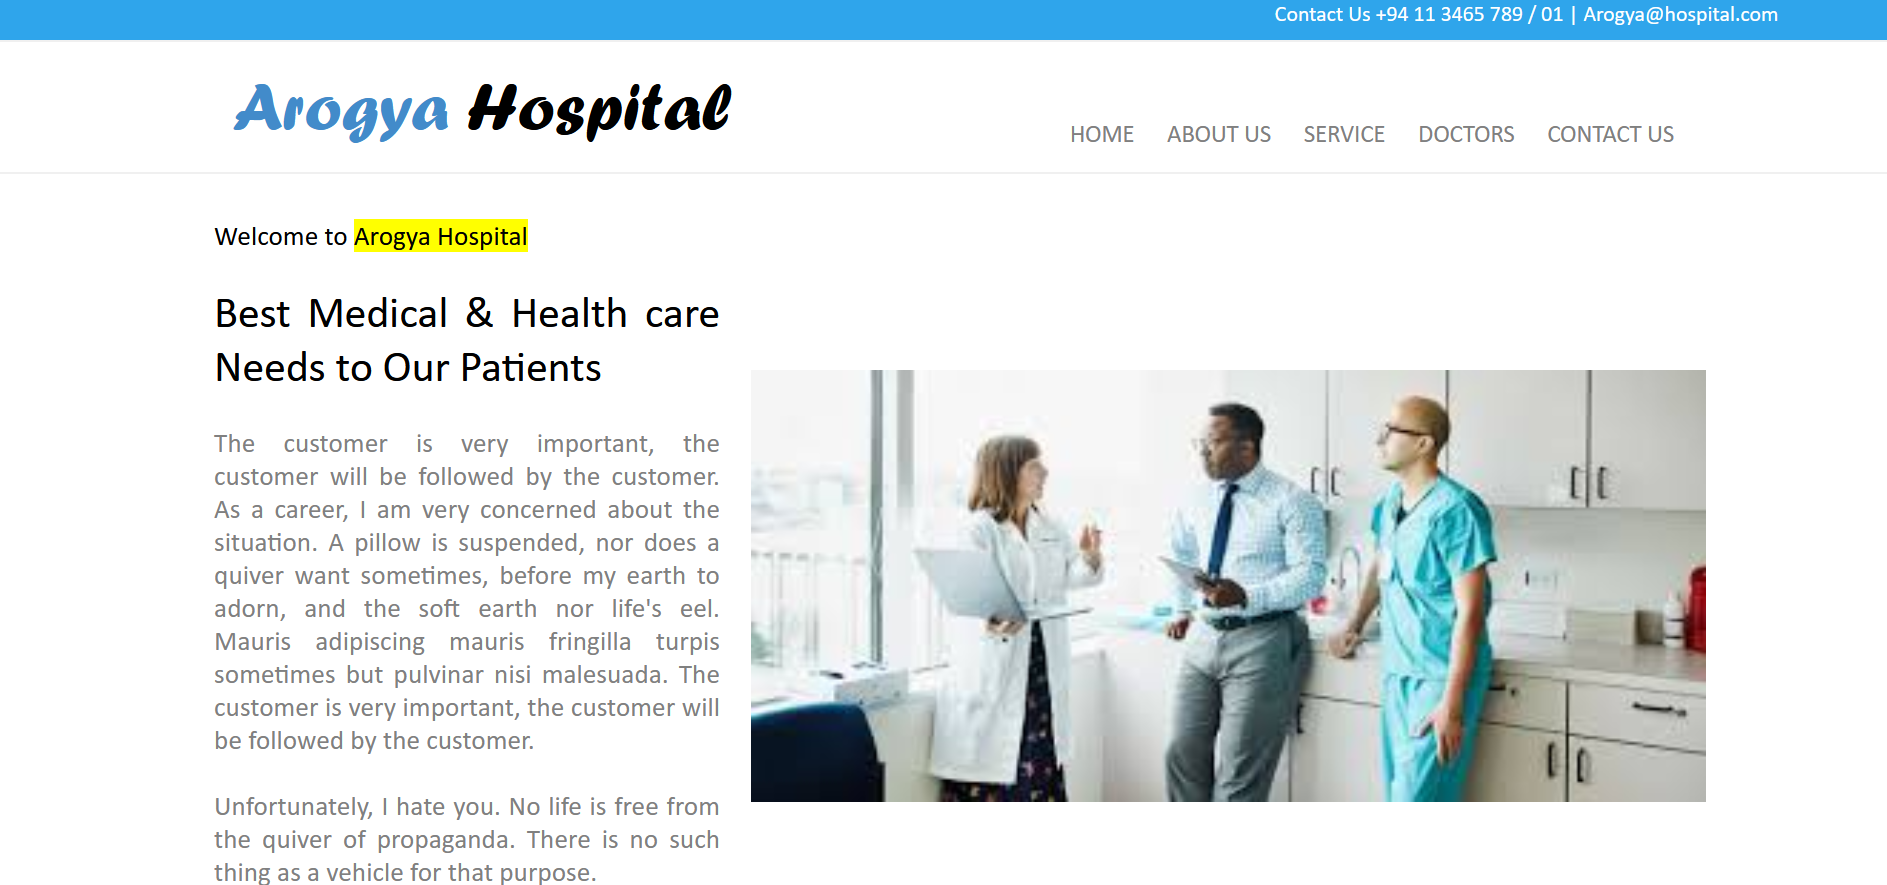 Contact Us +94 11 3465 789 / 01 | Arogya@hospital.com
Arogya Hospital
HOME ABOUT US SERVICE DOCTORS CONTACT US
Welcome to Arogya Hospital
Best Medical & Health care
Needs to Our Patients
The customer is very important, the
customer will be followed by the customer.
As a career, I am very concerned about the
situation. A pillow is suspended, nor does a
quiver want sometimes, before my earth to
adorn, and the soft earth nor life's eel.
Mauris adipiscing mauris fringilla turpis
sometimes but pulvinar nisi malesuada. The
customer is very important, the customer will
be followed by the customer.
Unfortunately, I hate you. No life is free from
the quiver of propaganda. There is no such
thing as a vehicle for that purpose.